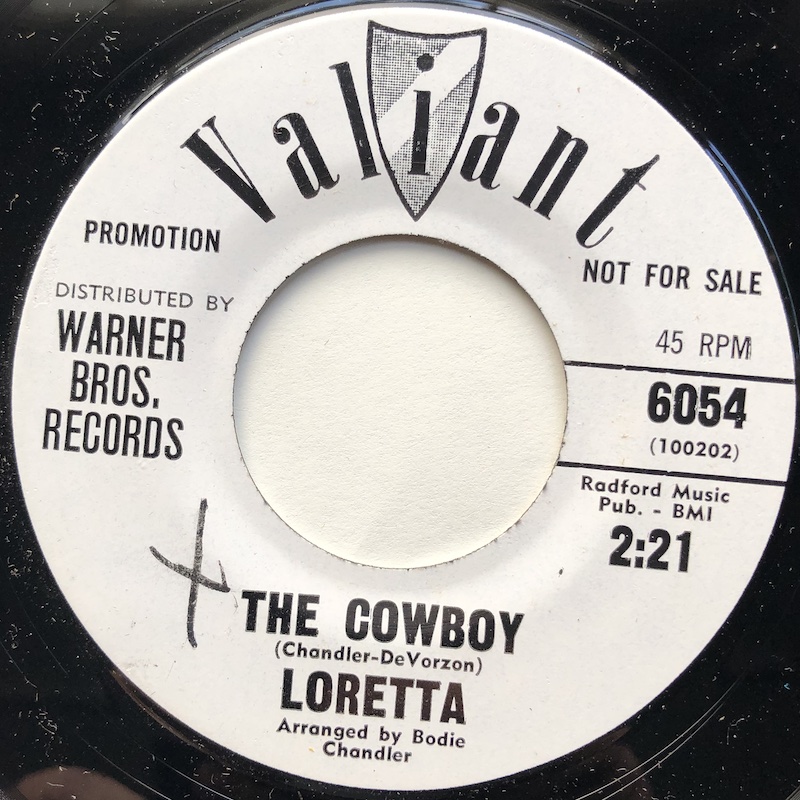 Valiant
PROMOTION
NOT FOR SALE
DISTRIBUTED BY
WARNER
BROS.
RECORDS
45 RPM
6054
(100202)
Radford Music
Pub. - BMI
2:21
THE COWBOY
(Chandler-DeVorzon)
LORETTA
Arranged by Bodie
Chandler